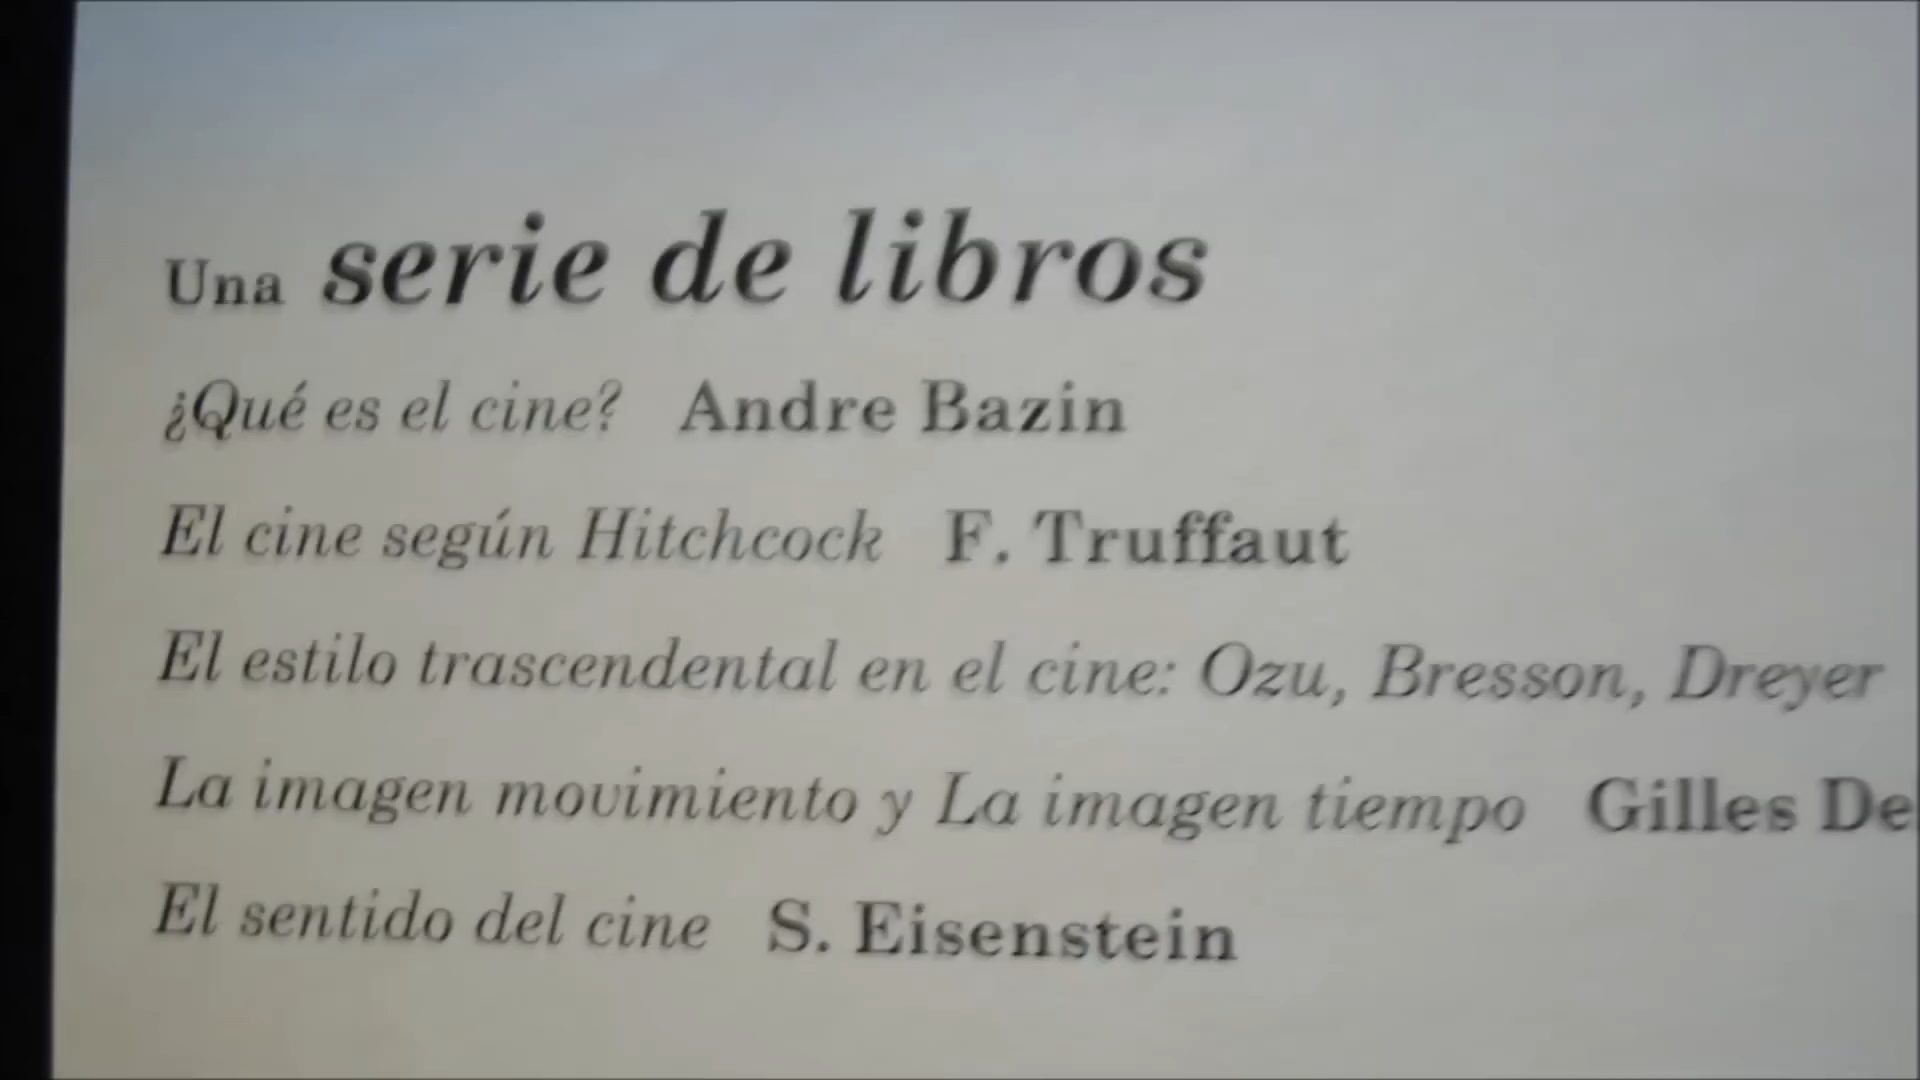 Una serie de libros
¿Qué es el cine? Andre Bazin
El cine según Hitchcock F. Truffaut
El estilo trascendental en el cine: Ozu, Bresson, Dreyer
La imagen movimiento y La imagen tiempo Gilles De
El sentido del cine S. Eisenstein